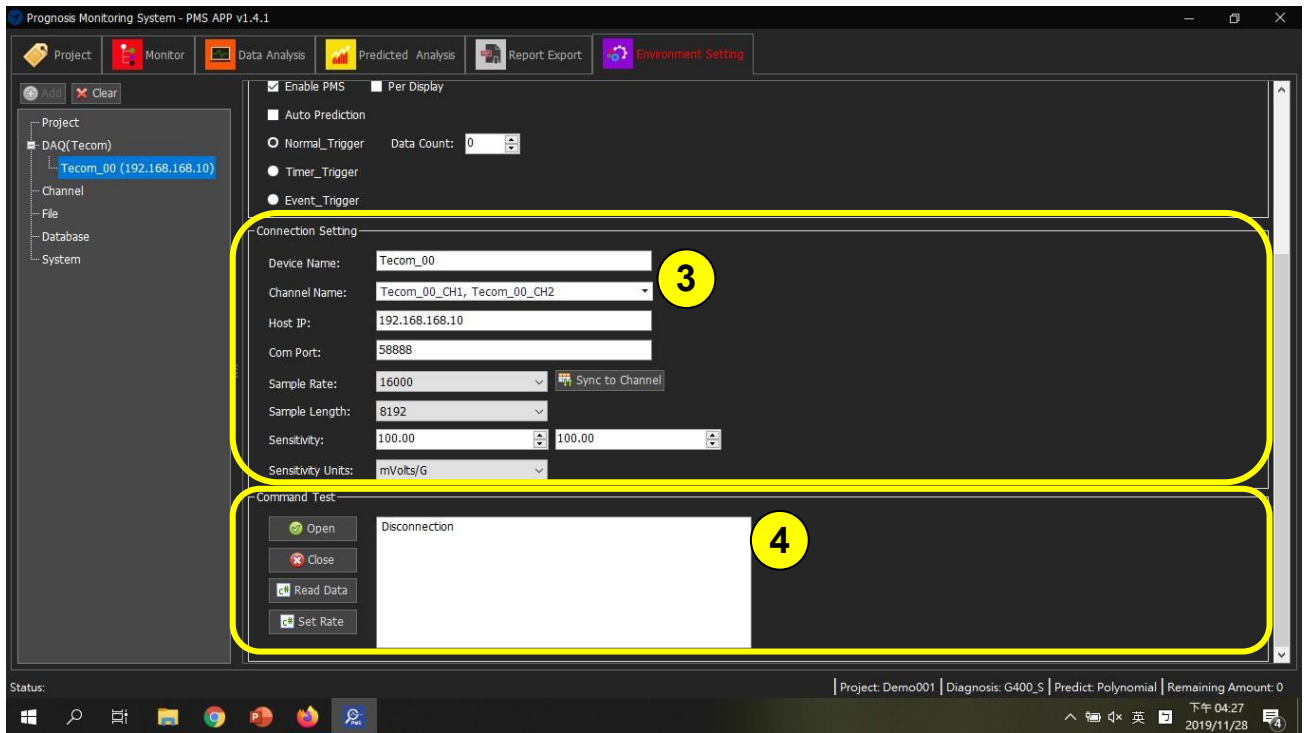 Prognosis Monitoring System - PMS APP v1.4.1
Project Monitor Data Analysis Predicted Analysis Report Export Environment Setting
Add Clear
Project
DAQ(Tecom)
Tecom_00 (192.168.168.10)
Channel
File
Database
System
Enable PMS Per Display
Auto Prediction
Normal_Trigger Data Count: 0
Timer_Trigger
Event_Trigger
Connection Setting
3
Device Name: Tecom_00
Channel Name: Tecom_00_CH1, Tecom_00_CH2
Host IP: 192.168.168.10
Com Port: 58888
Sample Rate: 16000 Sync to Channel
Sample Length: 8192
Sensitivity: 100.00 100.00
Sensitivity Units: mVolts/G
Command Test
4
Open Disconnection
Close
c# Read Data
c# Set Rate
Status: Project: Demo001 Diagnosis: G400_S Predict: Polynomial Remaining Amount: 0
英 下午 04:27
2019/11/28 4